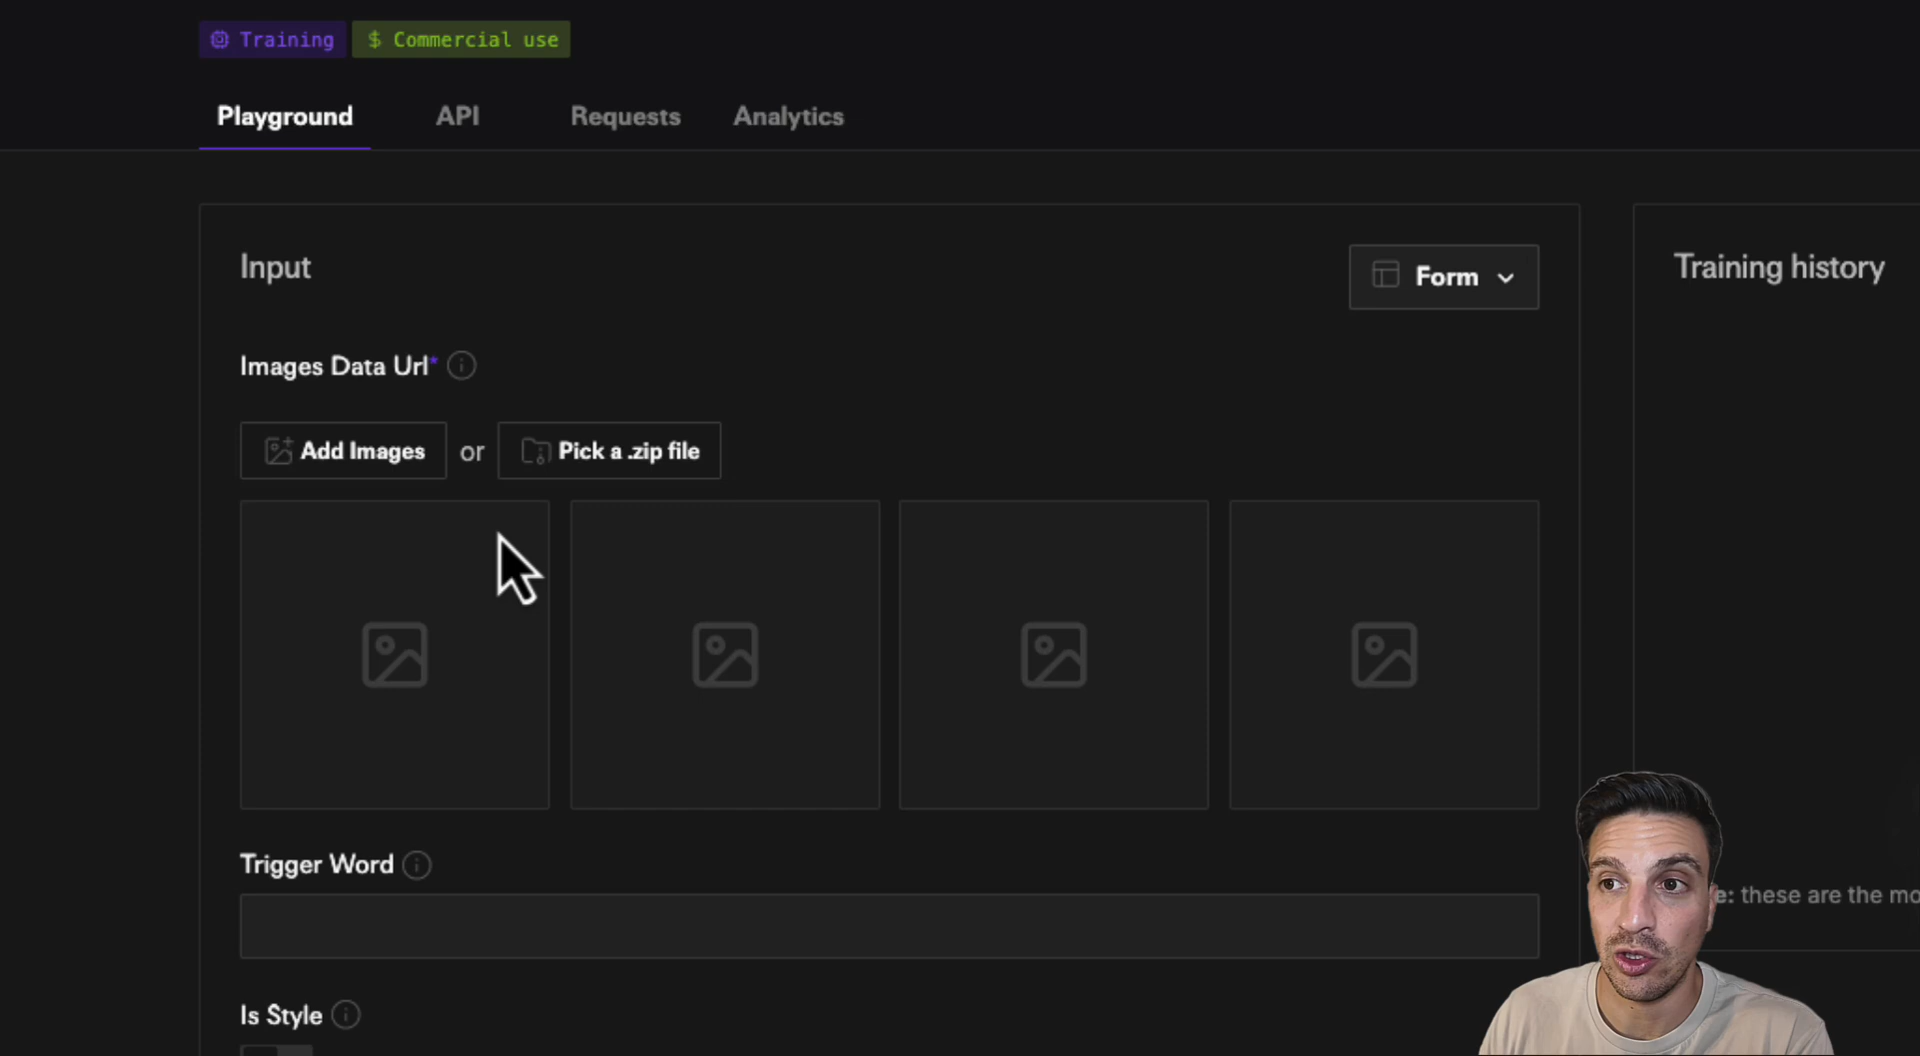 Training
$ Commercial use
Playground API Requests Analytics
Input
Form
Training history
Images Data Url*
Add Images or Pick a .zip file
Trigger Word
e: these are the mo
Is Style